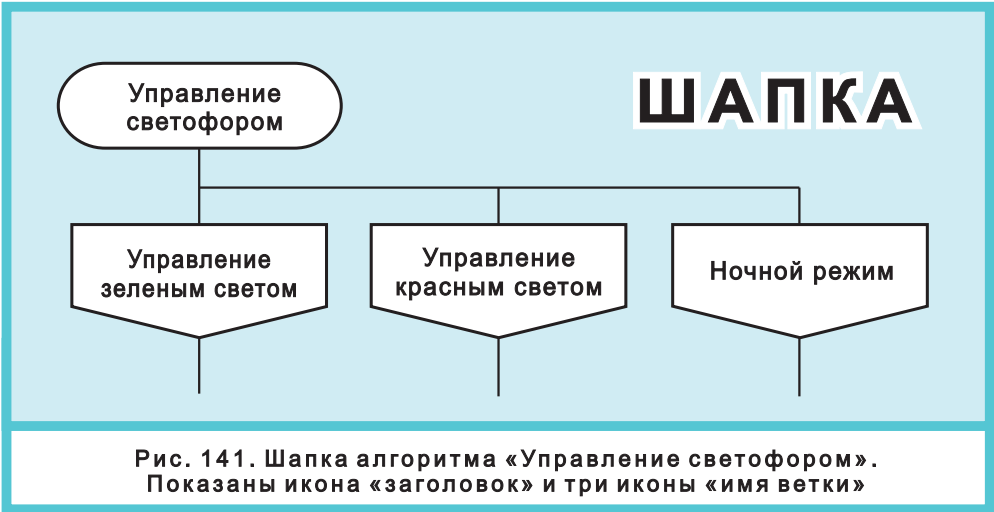 Управление
светофором
ШАПКА
Управление
зеленым светом
Управление
красным светом
Ночной режим
Рис. 141. Шапка алгоритма «Управление светофором».
Показаны икона «заголовок» и три иконы «имя ветки»